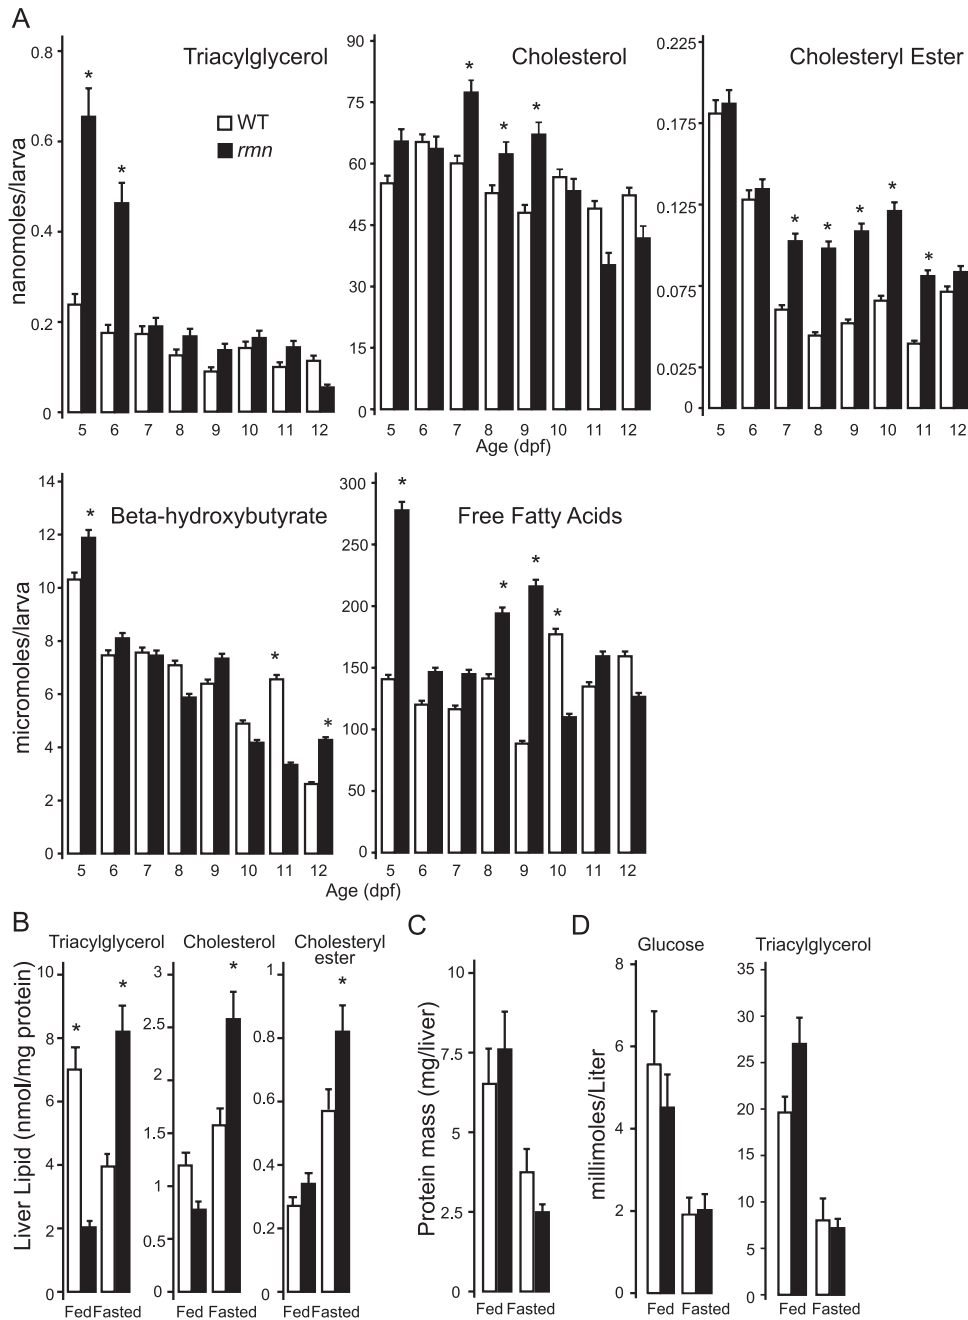 A
Triacylglycerol
Cholesterol
Cholesteryl Ester
WT
rmn
nanomoles/larva
0.8
0.6
0.4
0.2
0
90
75
60
45
30
15
0
0.225
0.175
0.125
0.075
0.025
0
* *
* * *
* * * * *
5 6 7 8 9 10 11 12
5 6 7 8 9 10 11 12
5 6 7 8 9 10 11 12
Age (dpf)
Beta-hydroxybutyrate
Free Fatty Acids
micromoles/larva
14
12
10
8
6
4
2
0
300
250
200
150
100
50
0
* * *
* * * *
5 6 7 8 9 10 11 12
5 6 7 8 9 10 11 12
Age (dpf)
B
Triacylglycerol
Cholesterol
Cholesteryl
ester
Liver Lipid (nmol/mg protein)
10
8
6
4
2
0
3
2.5
2
1.5
1
0.5
0
1
0.8
0.6
0.4
0.2
0
* *
*
*
Fed Fasted
Fed Fasted
Fed Fasted
C
Protein mass (mg/liver)
10
7.5
5
2.5
0
Fed Fasted
D
Glucose
Triacylglycerol
millimoles/Liter
8
6
4
2
0
35
30
25
20
15
10
5
0
Fed Fasted
Fed Fasted